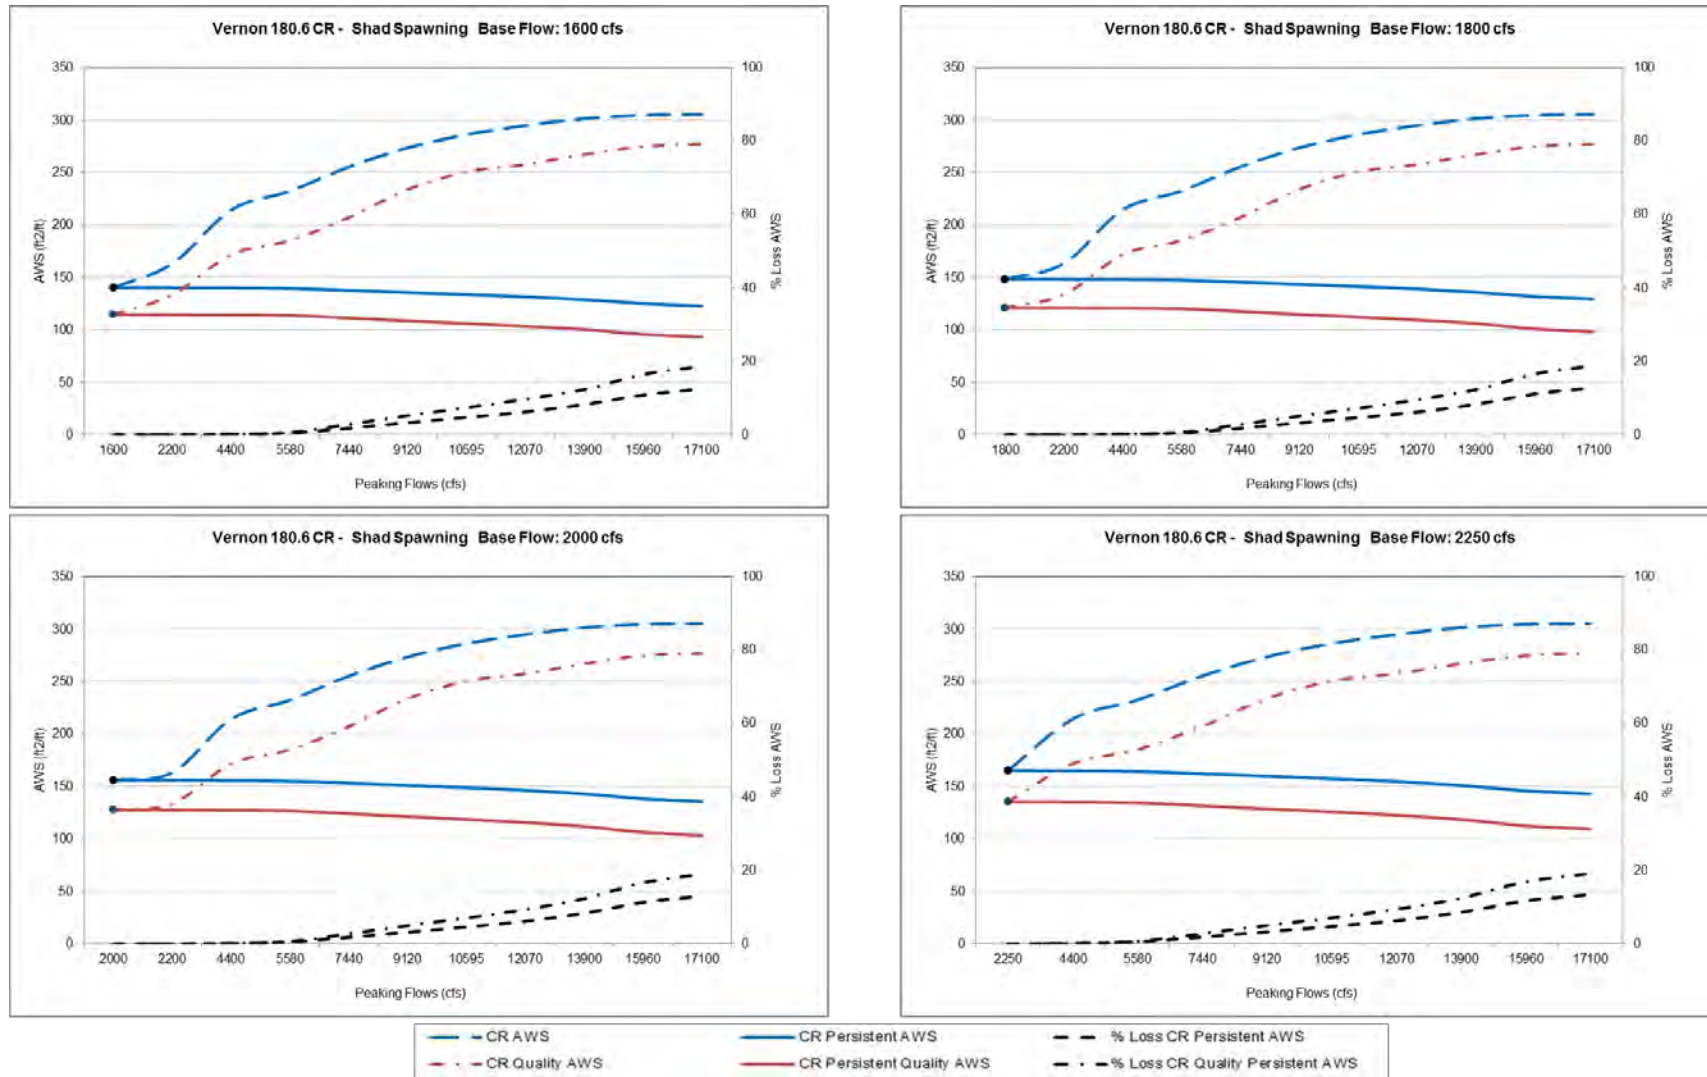 Vernon 180.6 CR - Shad Spawning Base Flow: 1600 cfs
350
300
250
200
150
100
50
0
AWS (ft2/ft)
100
80
60
40
20
0
% Loss AWS
1600 2200 4400 5580 7440 9120 10595 12070 13900 15960 17100
Peaking Flows (cfs)
Vernon 180.6 CR - Shad Spawning Base Flow: 1800 cfs
350
300
250
200
150
100
50
0
AWS (ft2/ft)
100
80
60
40
20
0
% Loss AWS
1800 2200 4400 5580 7440 9120 10595 12070 13900 15960 17100
Peaking Flows (cfs)
Vernon 180.6 CR - Shad Spawning Base Flow: 2000 cfs
350
300
250
200
150
100
50
0
AWS (ft2/ft)
100
80
60
40
20
0
% Loss AWS
2000 2200 4400 5580 7440 9120 10595 12070 13900 15960 17100
Peaking Flows (cfs)
Vernon 180.6 CR - Shad Spawning Base Flow: 2250 cfs
350
300
250
200
150
100
50
0
AWS (ft2/ft)
100
80
60
40
20
0
% Loss AWS
2250 4400 5580 7440 9120 10595 12070 13900 15960 17100
Peaking Flows (cfs)
CR AWS CR Persistent AWS % Loss CR Persistent AWS
CR Quality AWS CR Persistent Quality AWS % Loss CR Quality Persistent AWS